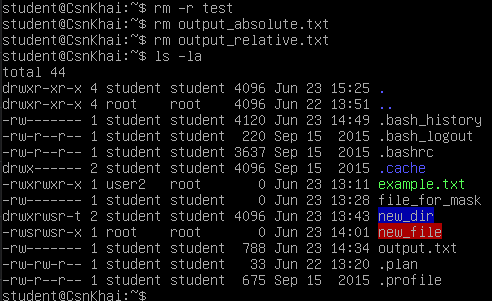 student@CsnKhai:~$ rm -r test
student@CsnKhai:~$ rm output_absolute.txt
student@CsnKhai:~$ rm output_relative.txt
student@CsnKhai:~$ ls -la
total 44
drwxr-xr-x 4 student student 4096 Jun 23 15:25 .
drwxr-xr-x 4 root    root    4096 Jun 22 13:51 ..
-rw------- 1 student student 4120 Jun 23 14:49 .bash_history
-rw-r--r-- 1 student student  220 Sep 15  2015 .bash_logout
-rw-r--r-- 1 student student 3637 Sep 15  2015 .bashrc
drwx------ 2 student student 4096 Sep 15  2015 .cache
-rwxrwxr-x 1 user2   root       0 Jun 23 13:11 example.txt
-rw------- 1 student student    0 Jun 23 13:28 file_for_mask
drwxrwsr-t 2 student student 4096 Jun 23 13:43 new_dir
-rwsrwsr-x 1 root    root       0 Jun 23 14:01 new_file
-rw------- 1 student student  788 Jun 23 14:34 output.txt
-rw-rw-r-- 1 student student   33 Jun 22 13:20 .plan
-rw-r--r-- 1 student student  675 Sep 15  2015 .profile
student@CsnKhai:~$